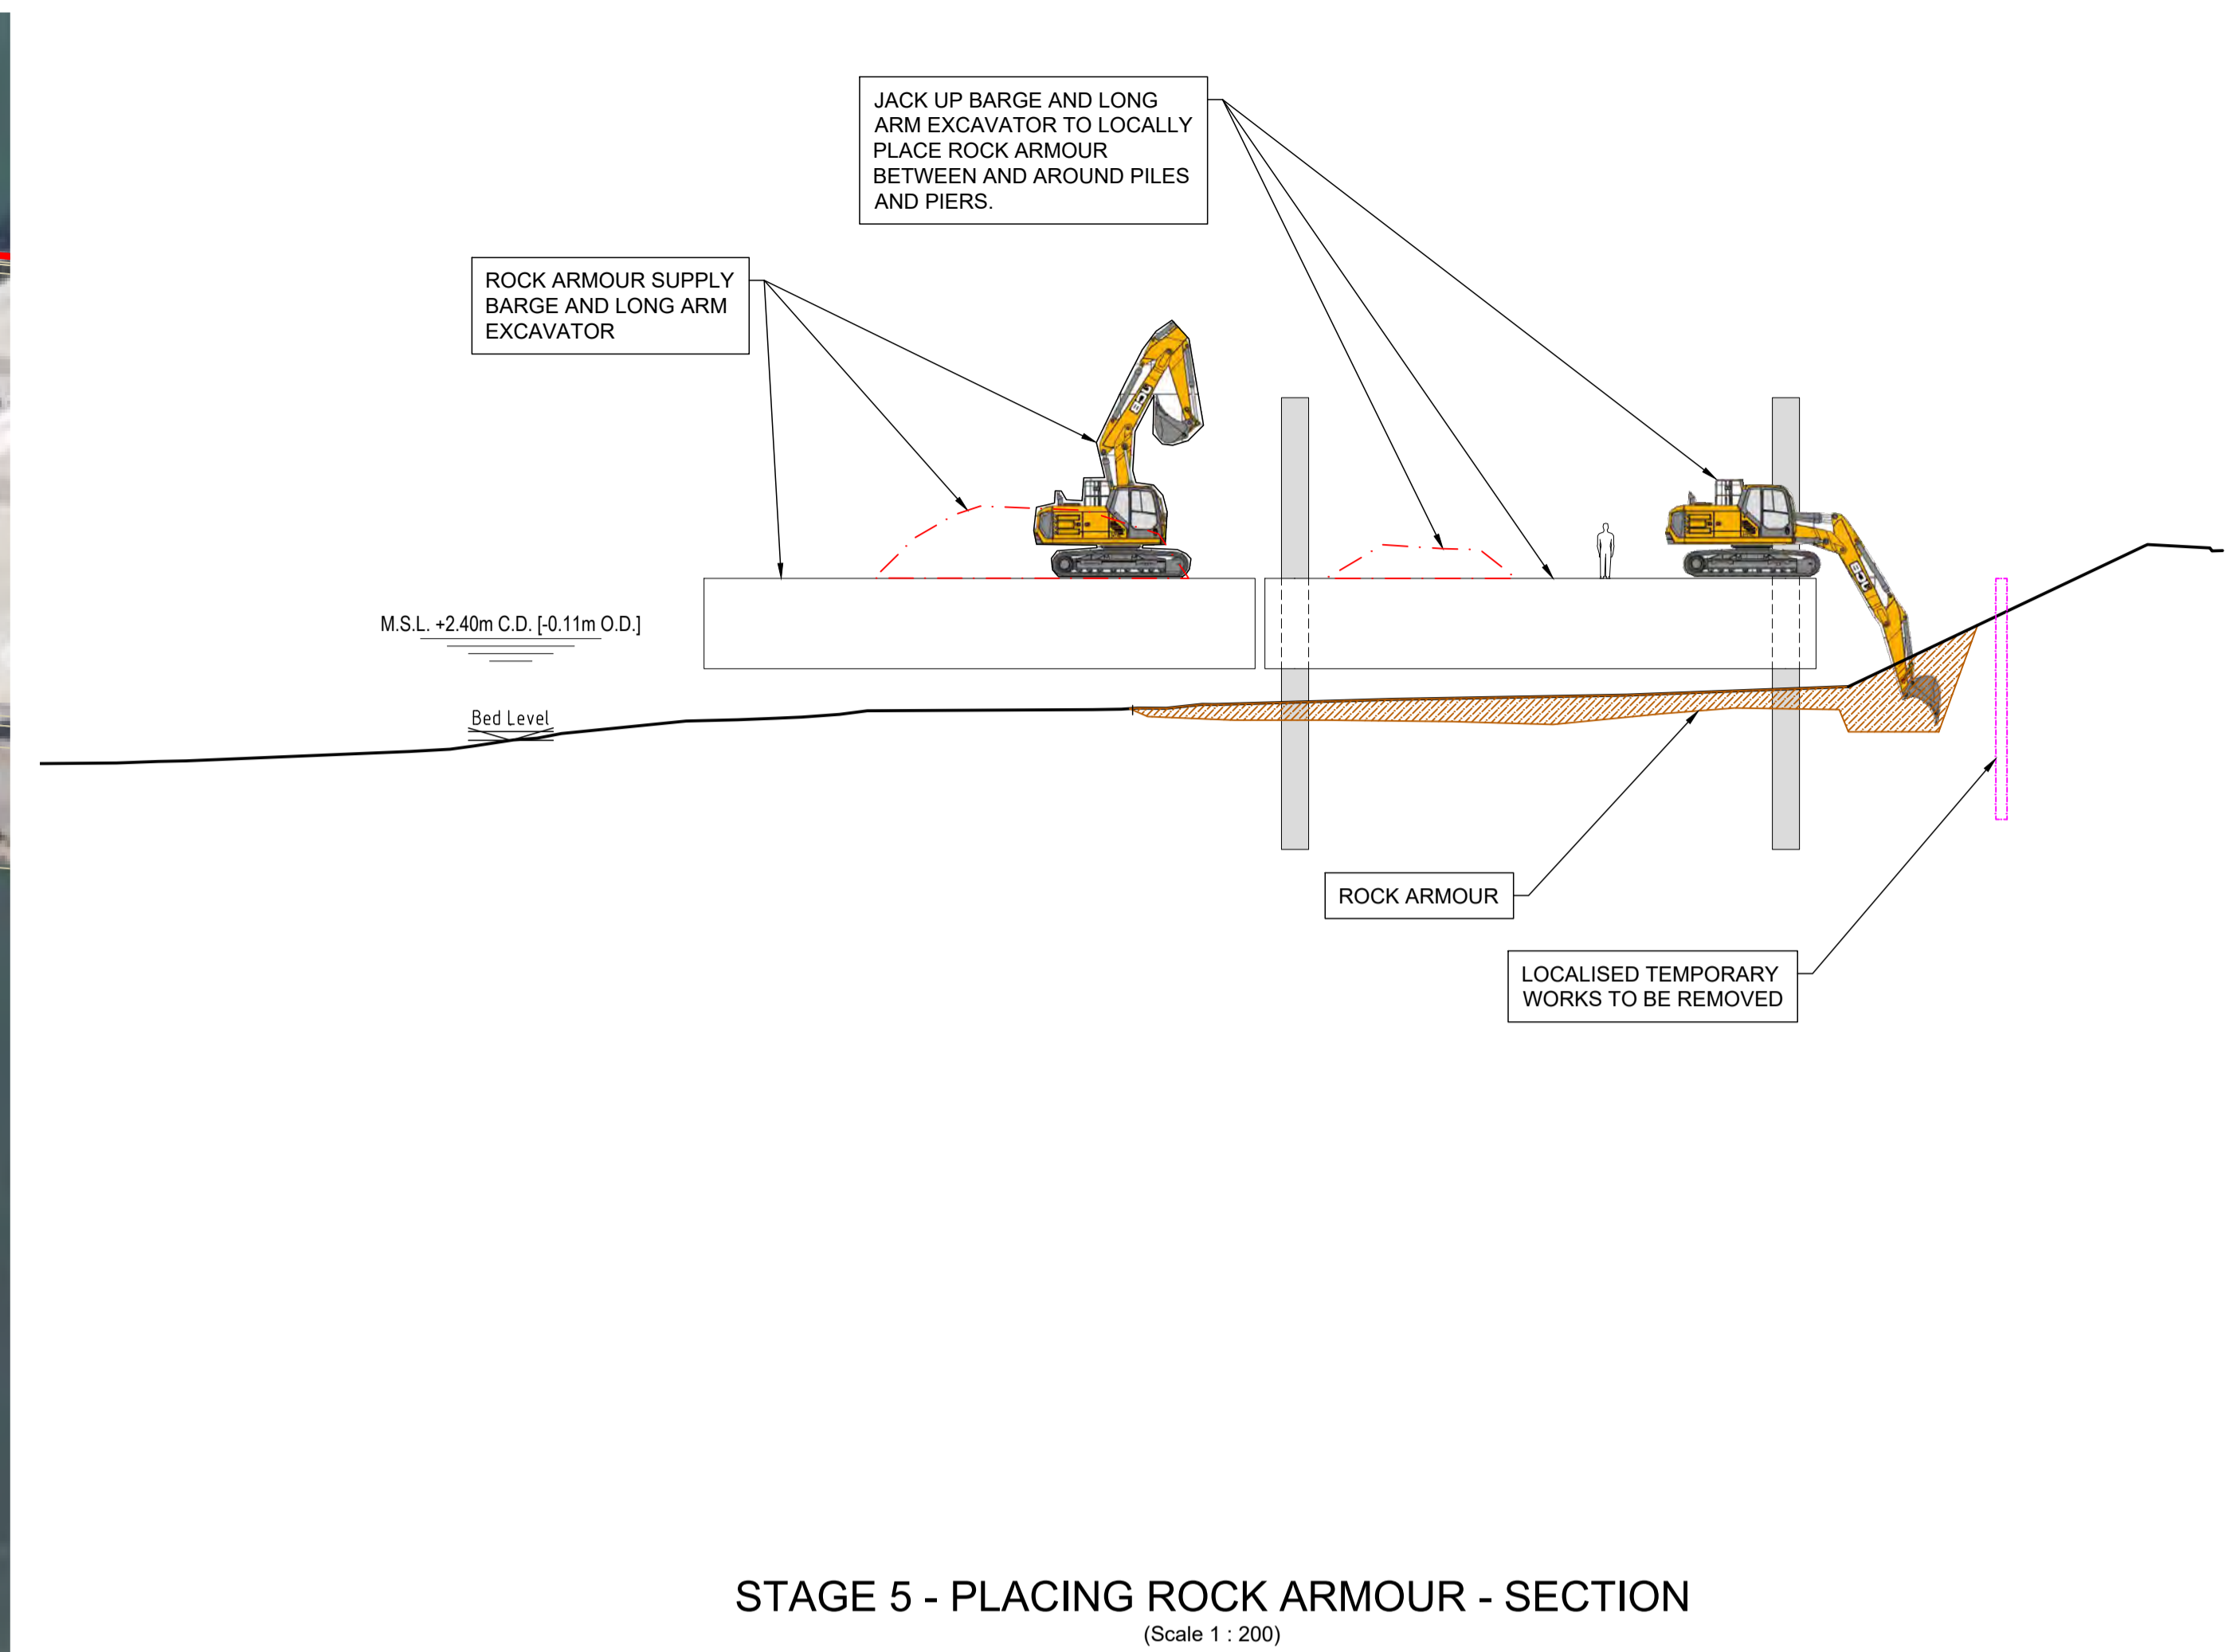 JACK UP BARGE AND LONG
ARM EXCAVATOR TO LOCALLY
PLACE ROCK ARMOUR
BETWEEN AND AROUND PILES
AND PIERS.
ROCK ARMOUR SUPPLY
BARGE AND LONG ARM
EXCAVATOR
JCB
JCB
M.S.L. +2.40m C.D. [-0.11m O.D.]
Bed Level
ROCK ARMOUR
LOCALISED TEMPORARY
WORKS TO BE REMOVED
STAGE 5 - PLACING ROCK ARMOUR - SECTION
(Scale 1 : 200)